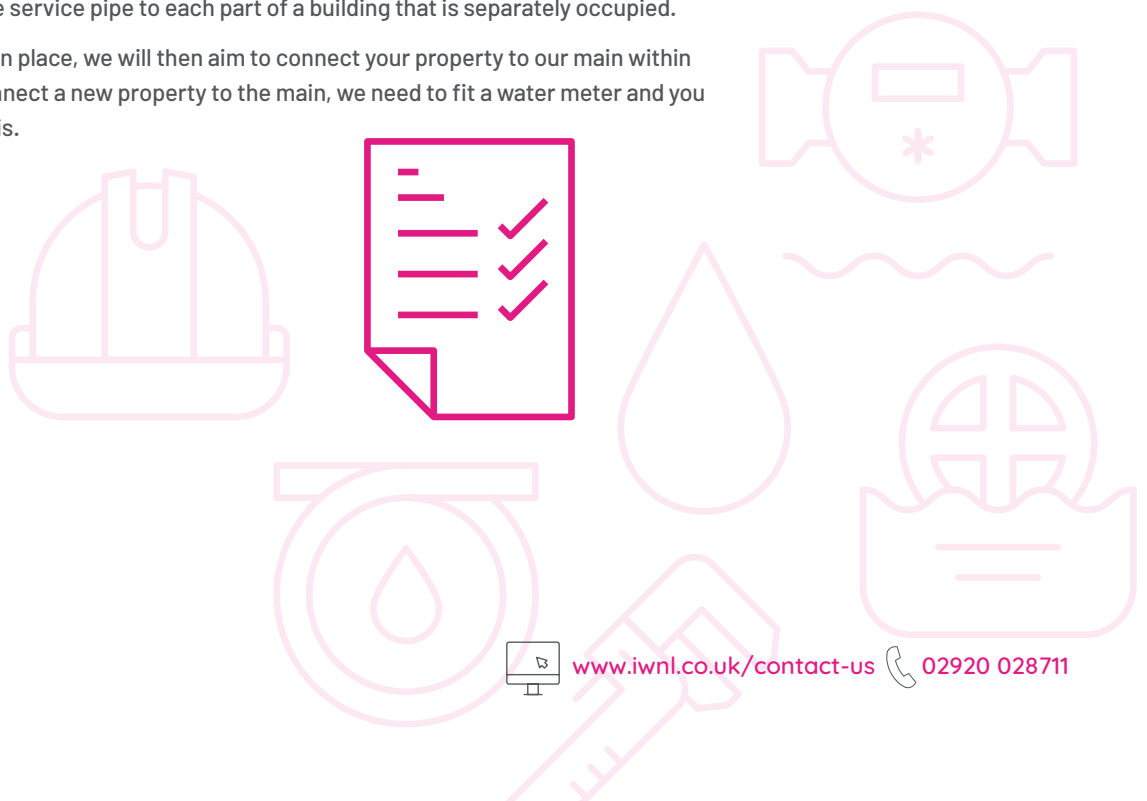 service pipe to each part of a building that is separately occupied.
n place, we will then aim to connect your property to our main within
nnect a new property to the main, we need to fit a water meter and you
is.
www.iwnl.co.uk/contact-us 02920 028711